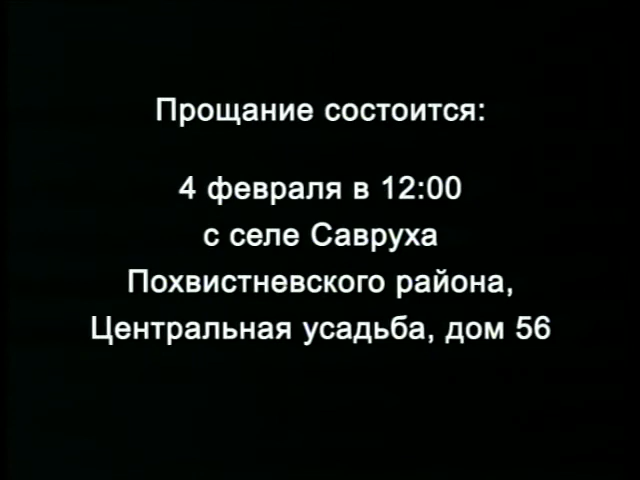 Прощание состоится:
4 февраля в 12:00
с селе Савруха
Похвистневского района,
Центральная усадьба, дом 56